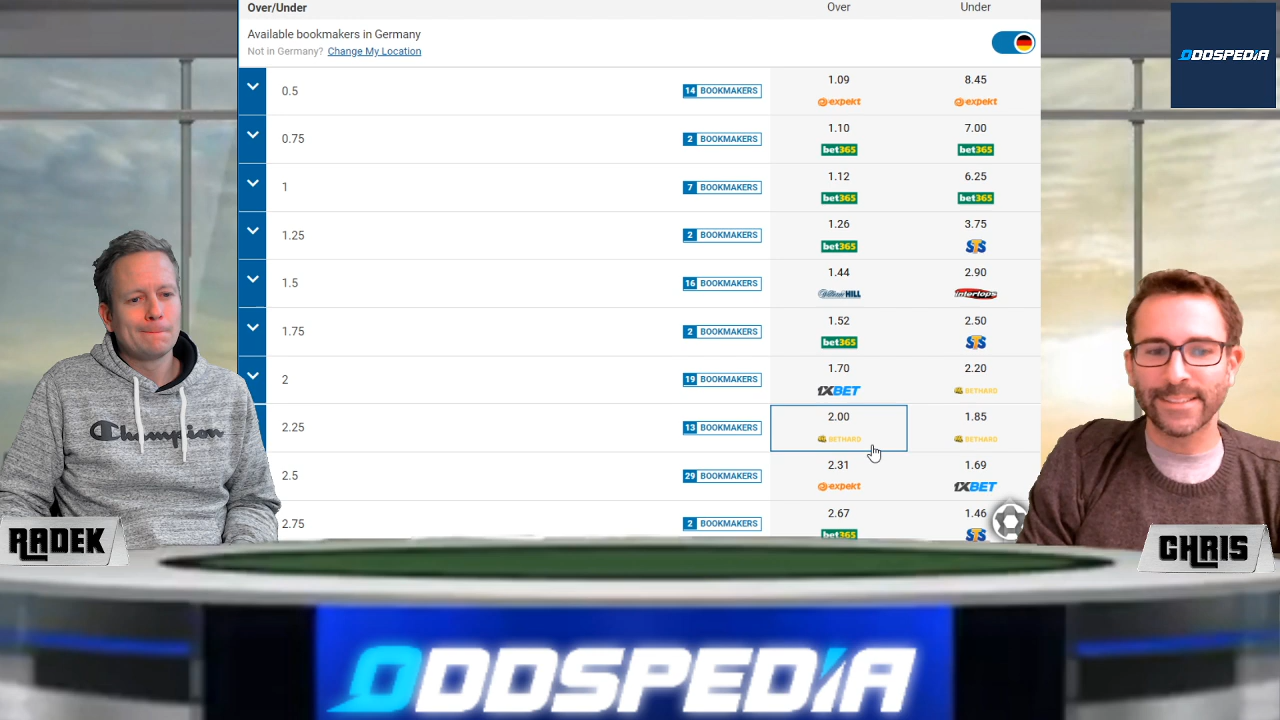 Over/Under Over Under
ODDSPEDIA
Available bookmakers in Germany
Not in Germany? Change My Location
0.5 14 BOOKMAKERS 1.09 8.45
expekt expekt
0.75 2 BOOKMAKERS 1.10 7.00
bet365 bet365
1 7 BOOKMAKERS 1.12 6.25
bet365 bet365
1.25 2 BOOKMAKERS 1.26 3.75
bet365 STS
1.5 16 BOOKMAKERS 1.44 2.90
William HILL intertops
1.75 2 BOOKMAKERS 1.52 2.50
bet365 STS
2 19 BOOKMAKERS 1.70 2.20
1XBET BETHARD
2.25 13 BOOKMAKERS 2.00 1.85
BETHARD BETHARD
2.5 29 BOOKMAKERS 2.31 1.69
expekt 1XBET
2.75 2 BOOKMAKERS 2.67 1.46
bet365 STS
Champion
RADEK
CHRIS
ODDSPEDIA